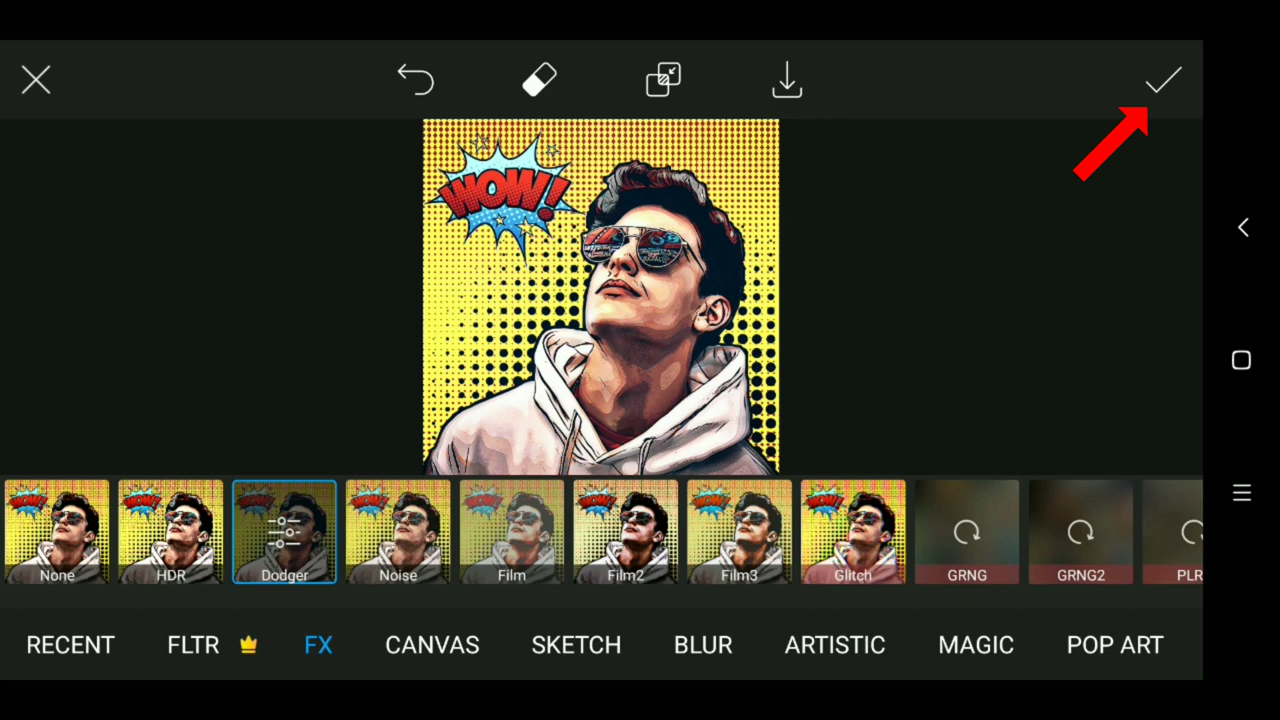 WOW!
None
HDR
Dodger
Noise
Film
Film2
Film3
Glitch
GRNG
GRNG2
PLR
RECENT
FLTR
FX
CANVAS
SKETCH
BLUR
ARTISTIC
MAGIC
POP ART